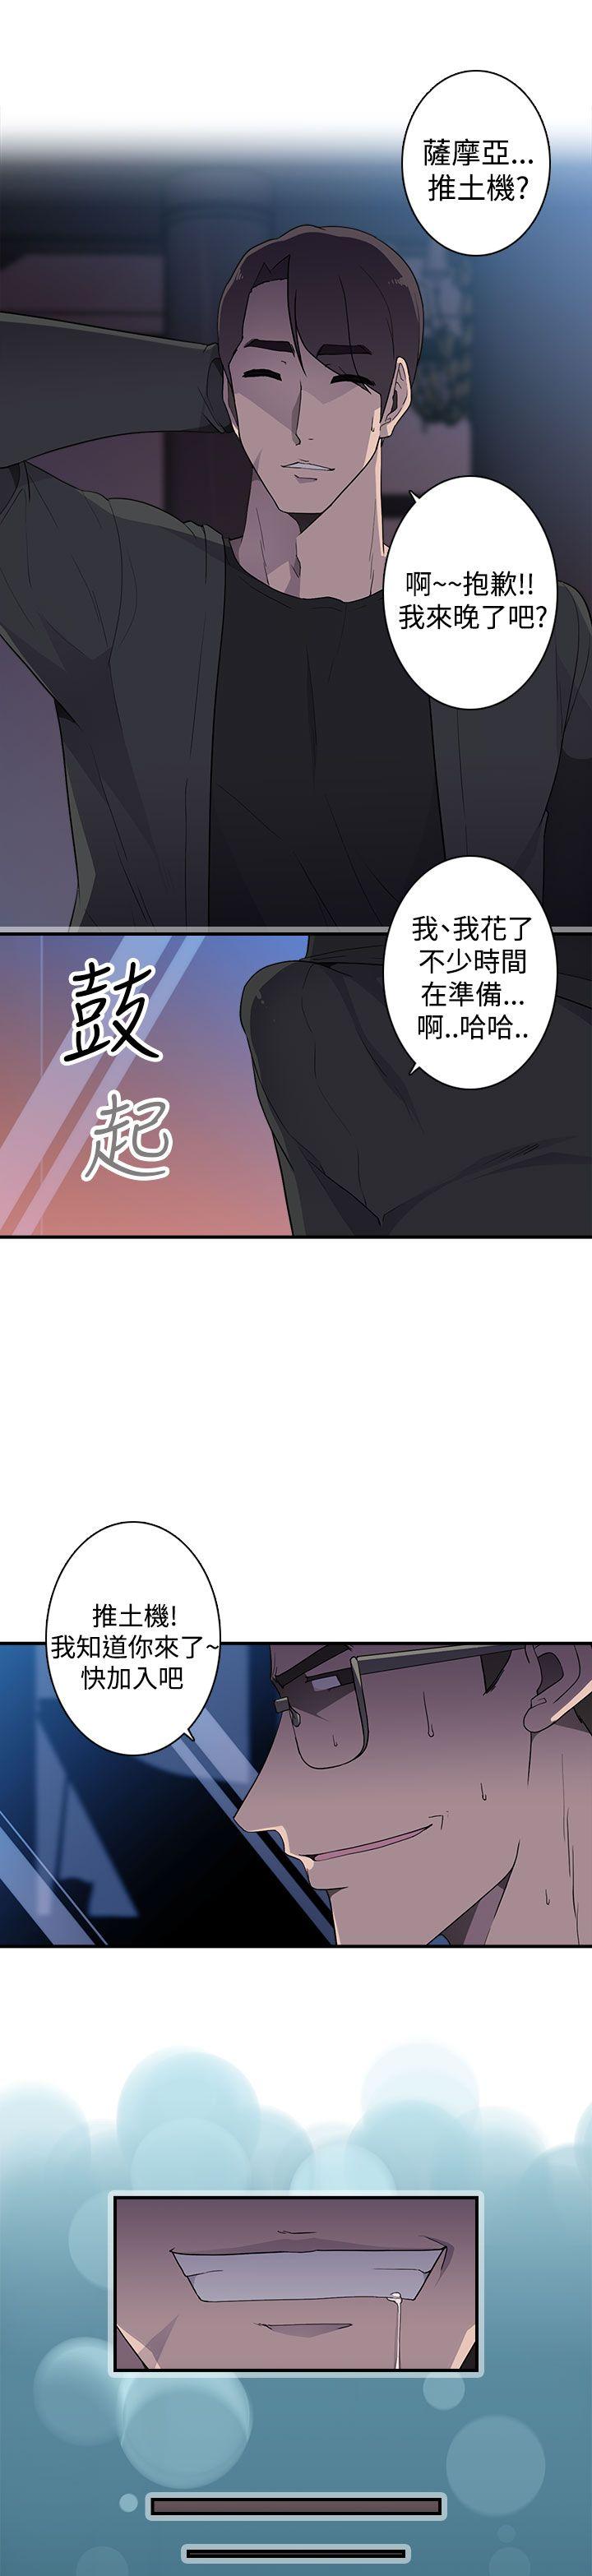 薩摩亞...
推土機?
啊~~抱歉!!
我來晚了吧?
我、我花了
不少時間
在準備...
啊..哈哈..
鼓
起
推土機!
我知道你來了~
快加入吧